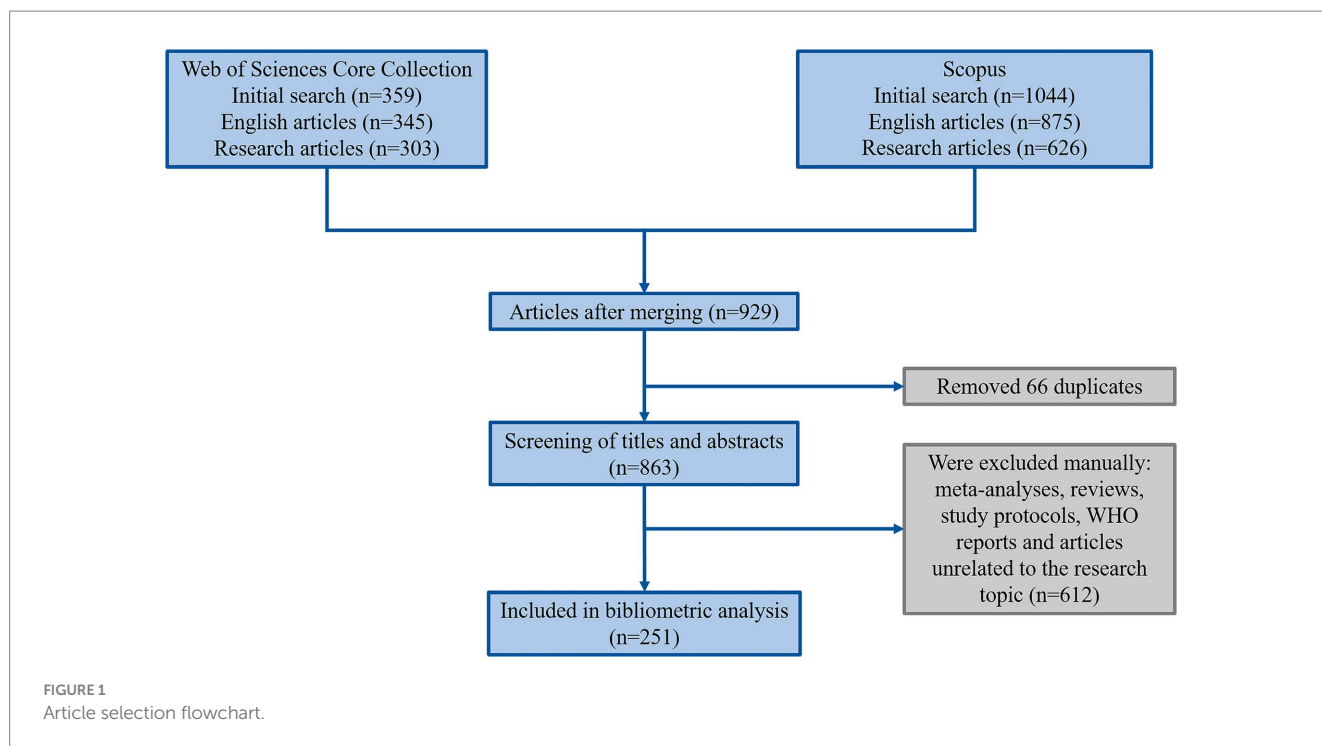 Web of Sciences Core Collection
Initial search (n=359)
English articles (n=345)
Research articles (n=303)
Scopus
Initial search (n=1044)
English articles (n=875)
Research articles (n=626)
Articles after merging (n=929)
Removed 66 duplicates
Screening of titles and abstracts
(n=863)
Were excluded manually:
meta-analyses, reviews,
study protocols, WHO
reports and articles
unrelated to the research
topic (n=612)
Included in bibliometric analysis
(n=251)
FIGURE 1
Article selection flowchart.